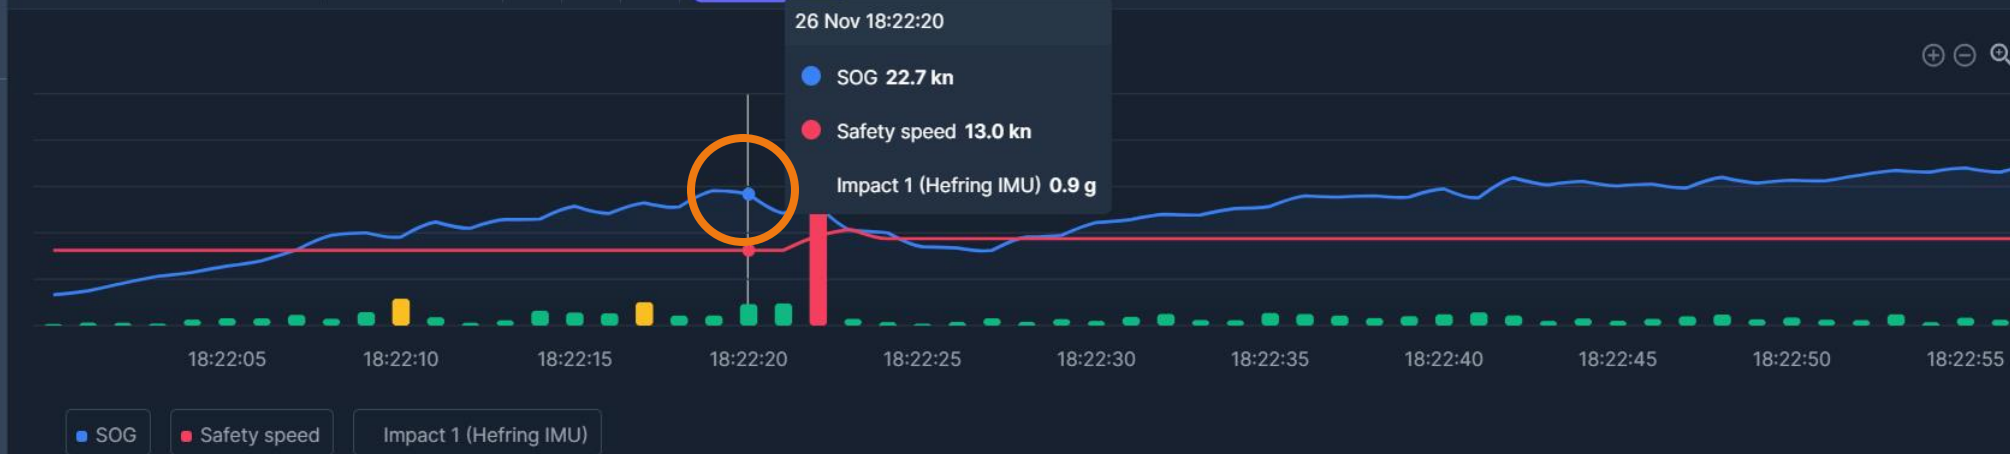 26 Nov 18:22:20
SOG 22.7 kn
Safety speed 13.0 kn
Impact 1 (Hefring IMU) 0.9 g
18:22:05 18:22:10 18:22:15 18:22:20 18:22:25 18:22:30 18:22:35 18:22:40 18:22:45 18:22:50 18:22:55
SOG Safety speed Impact 1 (Hefring IMU)